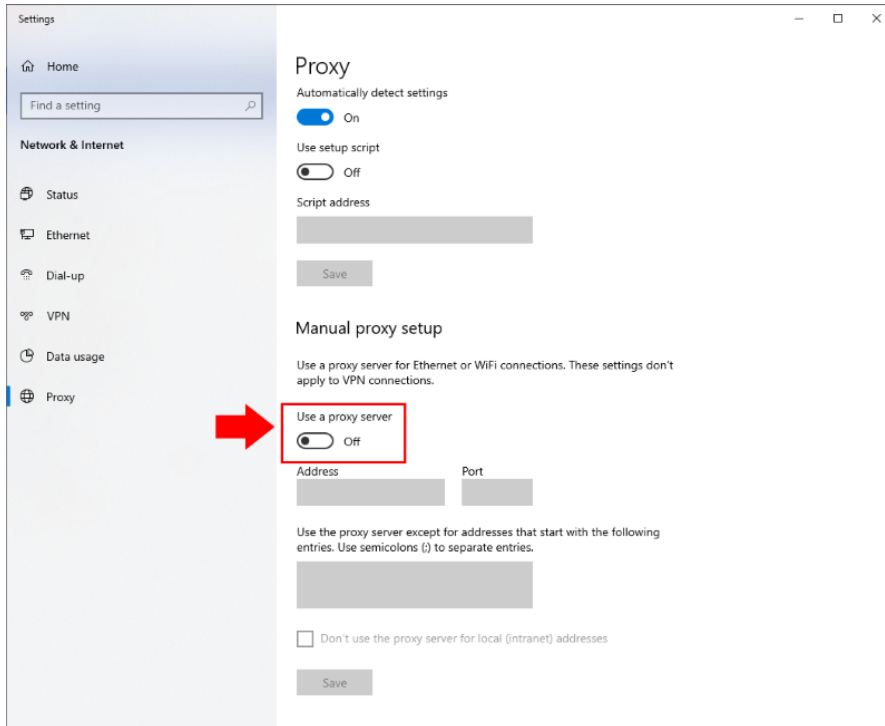 Settings
Home
Find a setting
Network & Internet
Status
Ethernet
Dial-up
VPN
Data usage
Proxy
Proxy
Automatically detect settings
On
Use setup script
Off
Script address
Save
Manual proxy setup
Use a proxy server for Ethernet or WiFi connections. These settings don't
apply to VPN connections.
Use a proxy server
Off
Address Port
Use the proxy server except for addresses that start with the following
entries. Use semicolons (;) to separate entries.
Don't use the proxy server for local (intranet) addresses
Save